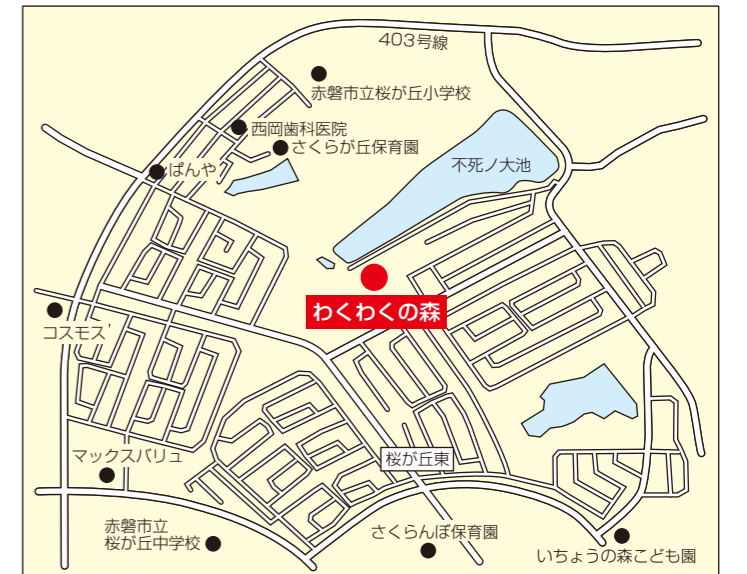 403号線
赤磐市立桜が丘小学校
西岡歯科医院
さくらが丘保育園
ぱんや
不死ノ大池
わくわくの森
コスモス’
マックスバリュ
桜が丘東
赤磐市立
桜が丘中学校
さくらんぼ保育園
いちょうの森こども園